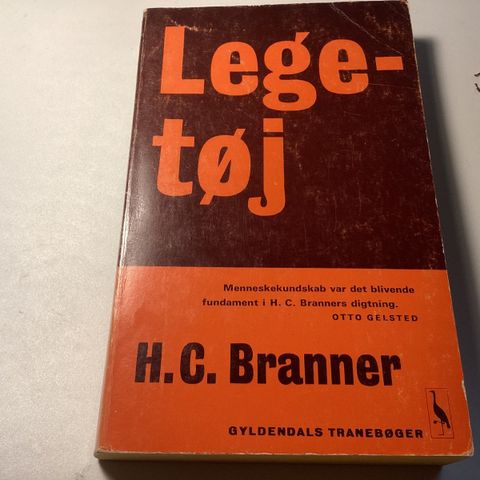 Lege-
tøj
Menneskekundskab var det blivende
fundament i H. C. Branners digtning.
OTTO GELSTED
H.C. Branner
GYLDENDALS TRANEBØGER